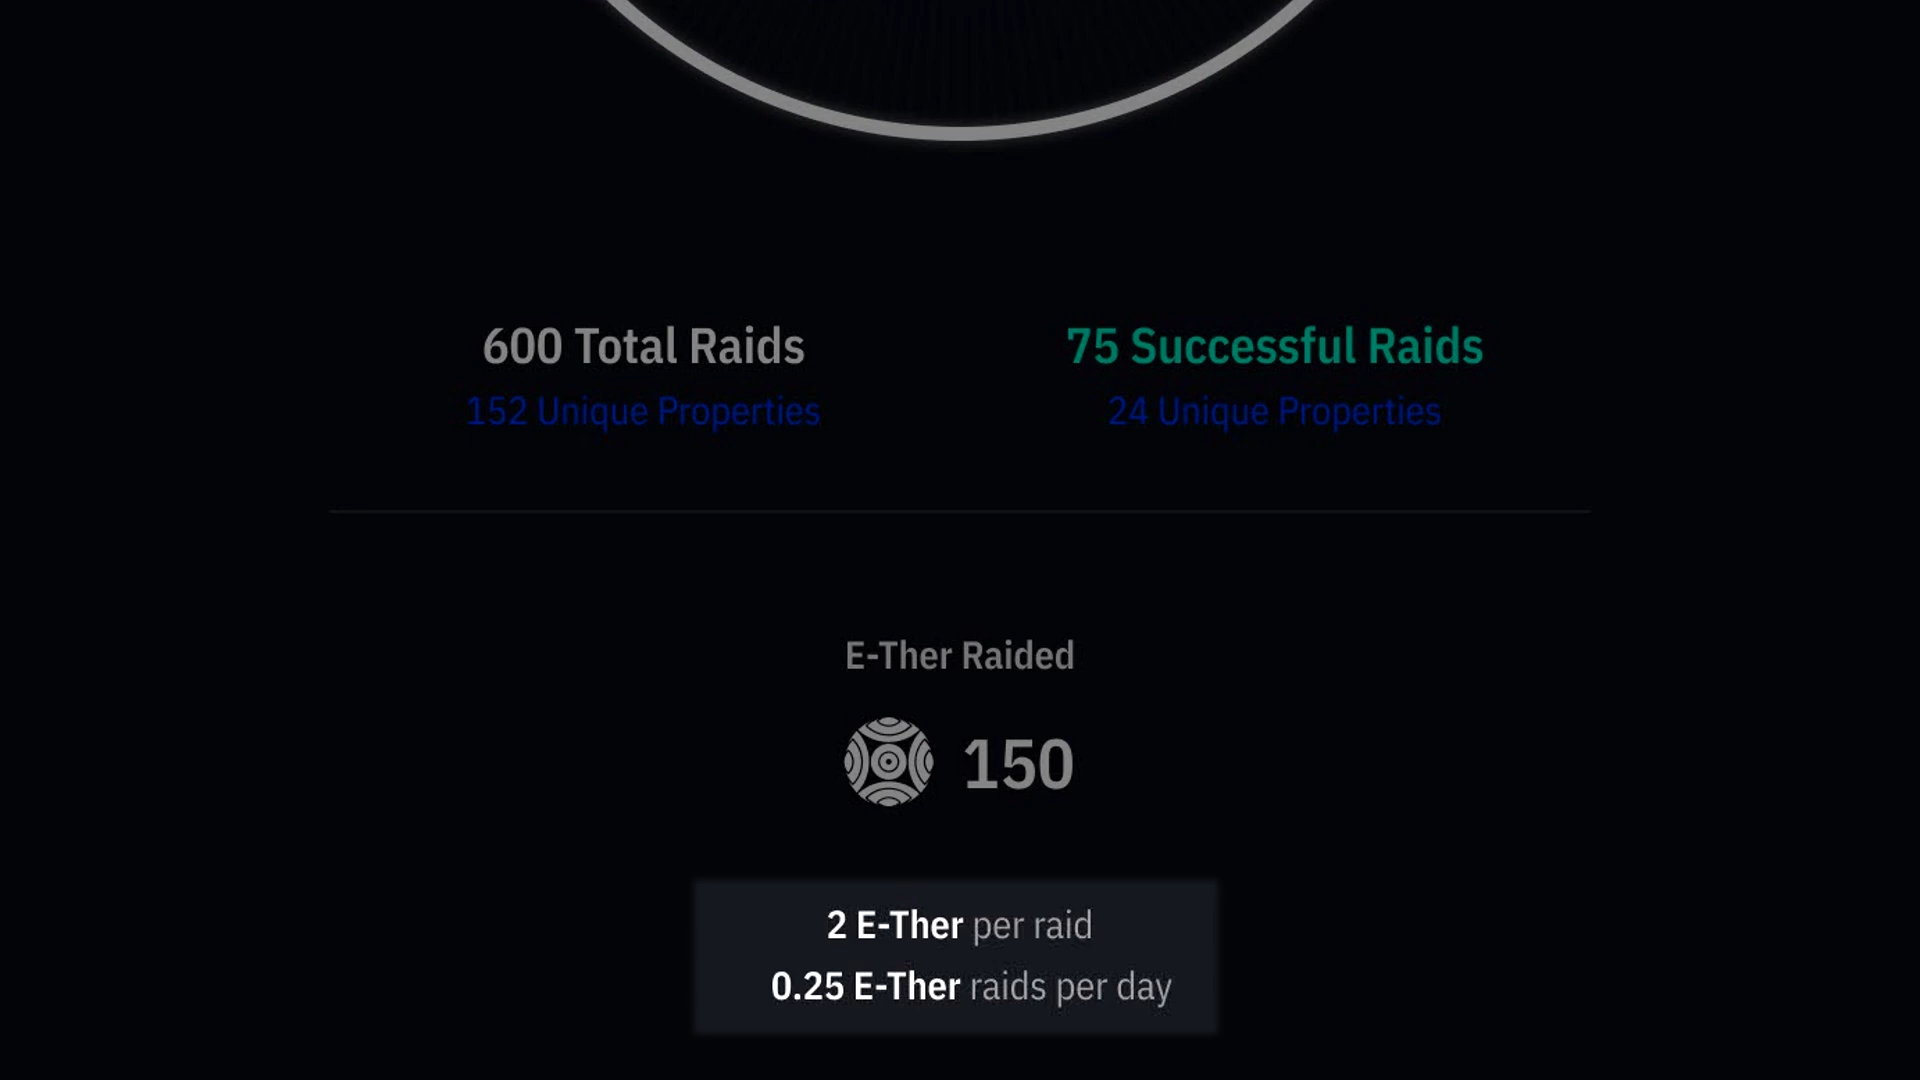 600 Total Raids
152 Unique Properties
75 Successful Raids
24 Unique Properties
E-Ther Raided
150
2 E-Ther per raid
0.25 E-Ther raids per day